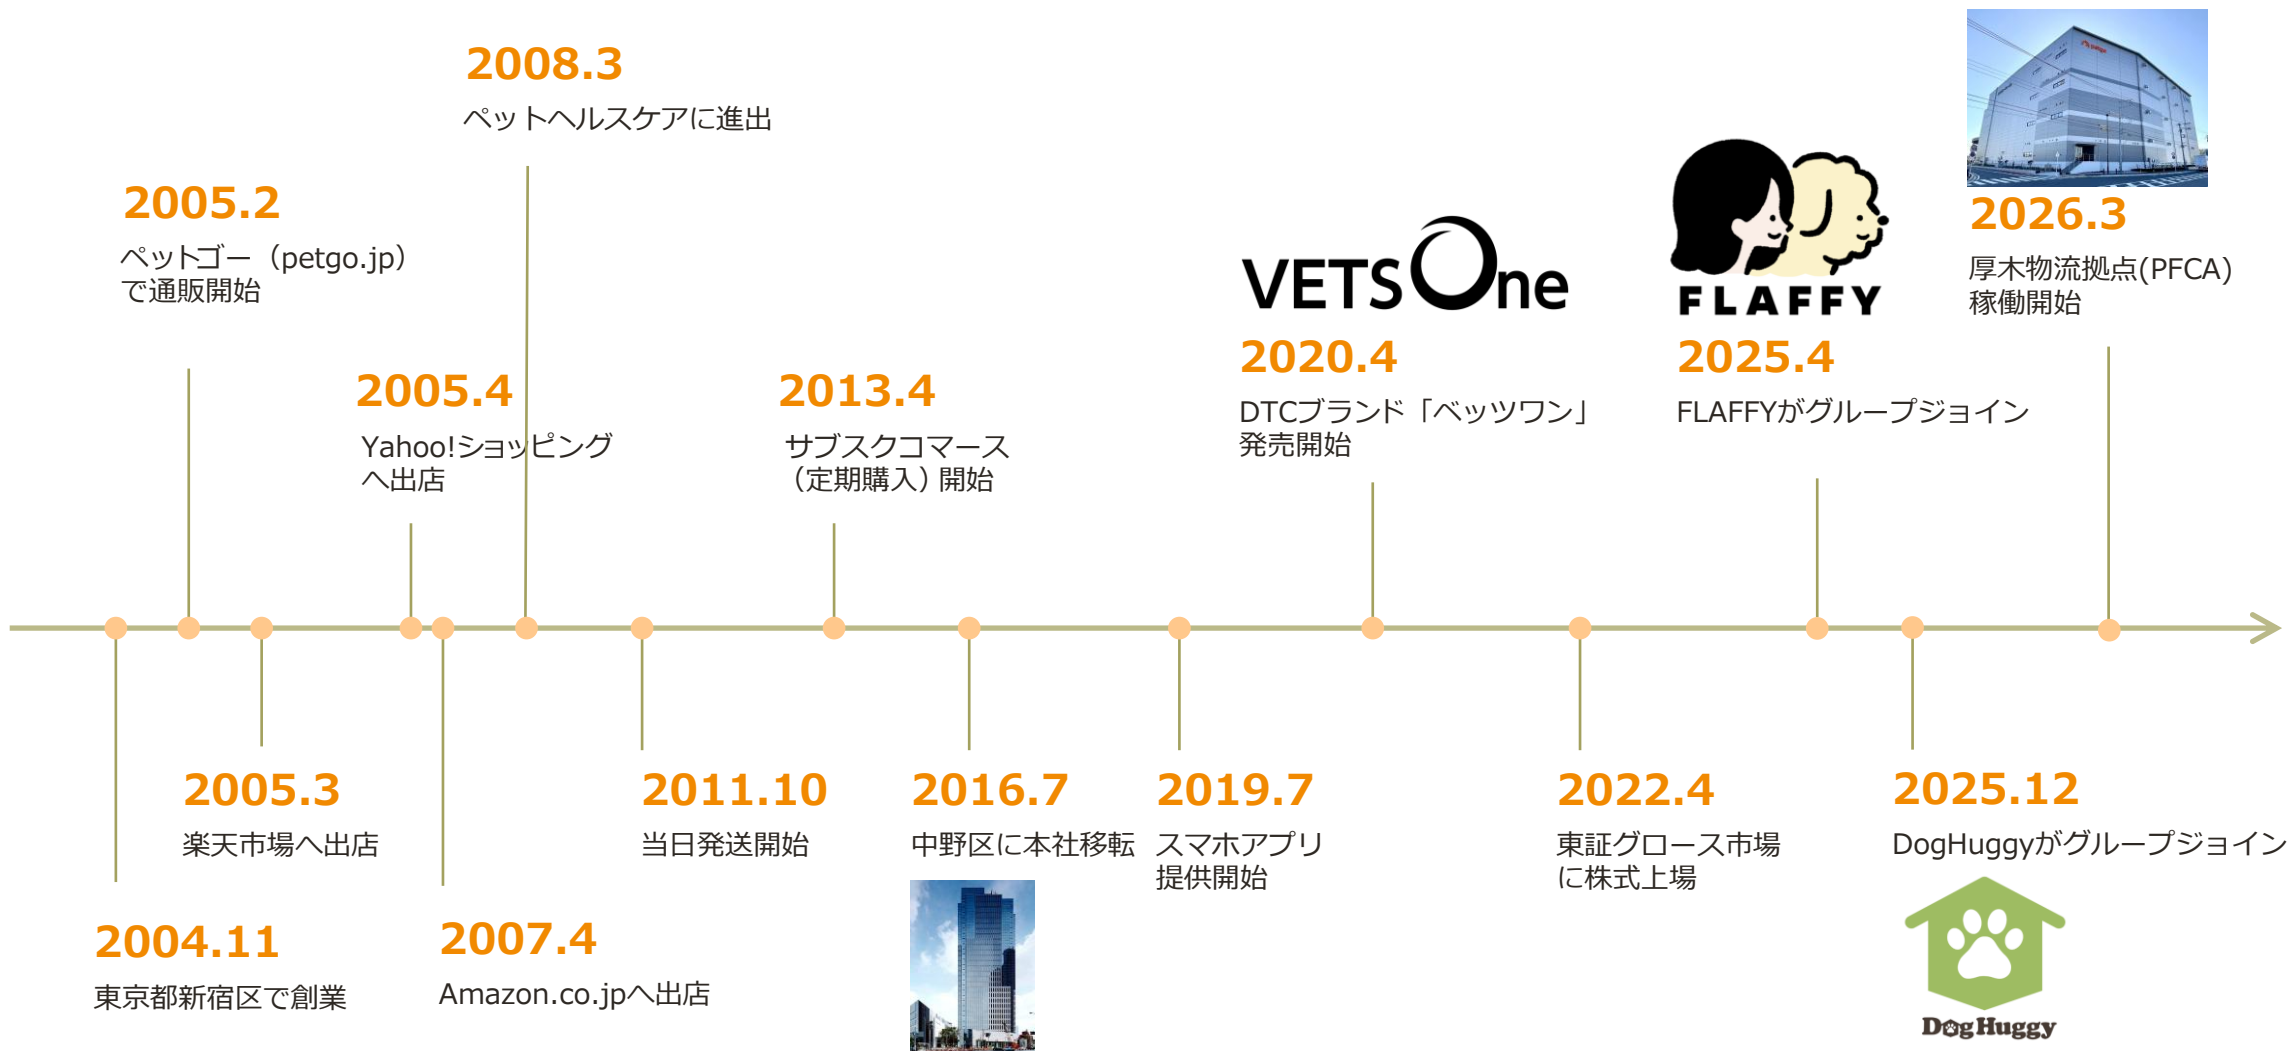 2008.3
ペットヘルスケアに進出
2005.2
ペットゴー（petgo.jp）
で通販開始
2005.4
Yahoo!ショッピング
へ出店
2013.4
サブスクコマース
（定期購入）開始
VETS One
2020.4
DTCブランド「ベッツワン」
発売開始
FLAFFY
2025.4
FLAFFYがグループジョイン
petgo
2026.3
厚木物流拠点(PFCA)
稼働開始
2004.11
東京都新宿区で創業
2005.3
楽天市場へ出店
2007.4
Amazon.co.jpへ出店
2011.10
当日発送開始
2016.7
中野区に本社移転
2019.7
スマホアプリ
提供開始
2022.4
東証グロース市場
に株式上場
2025.12
DogHuggyがグループジョイン
Dog Huggy